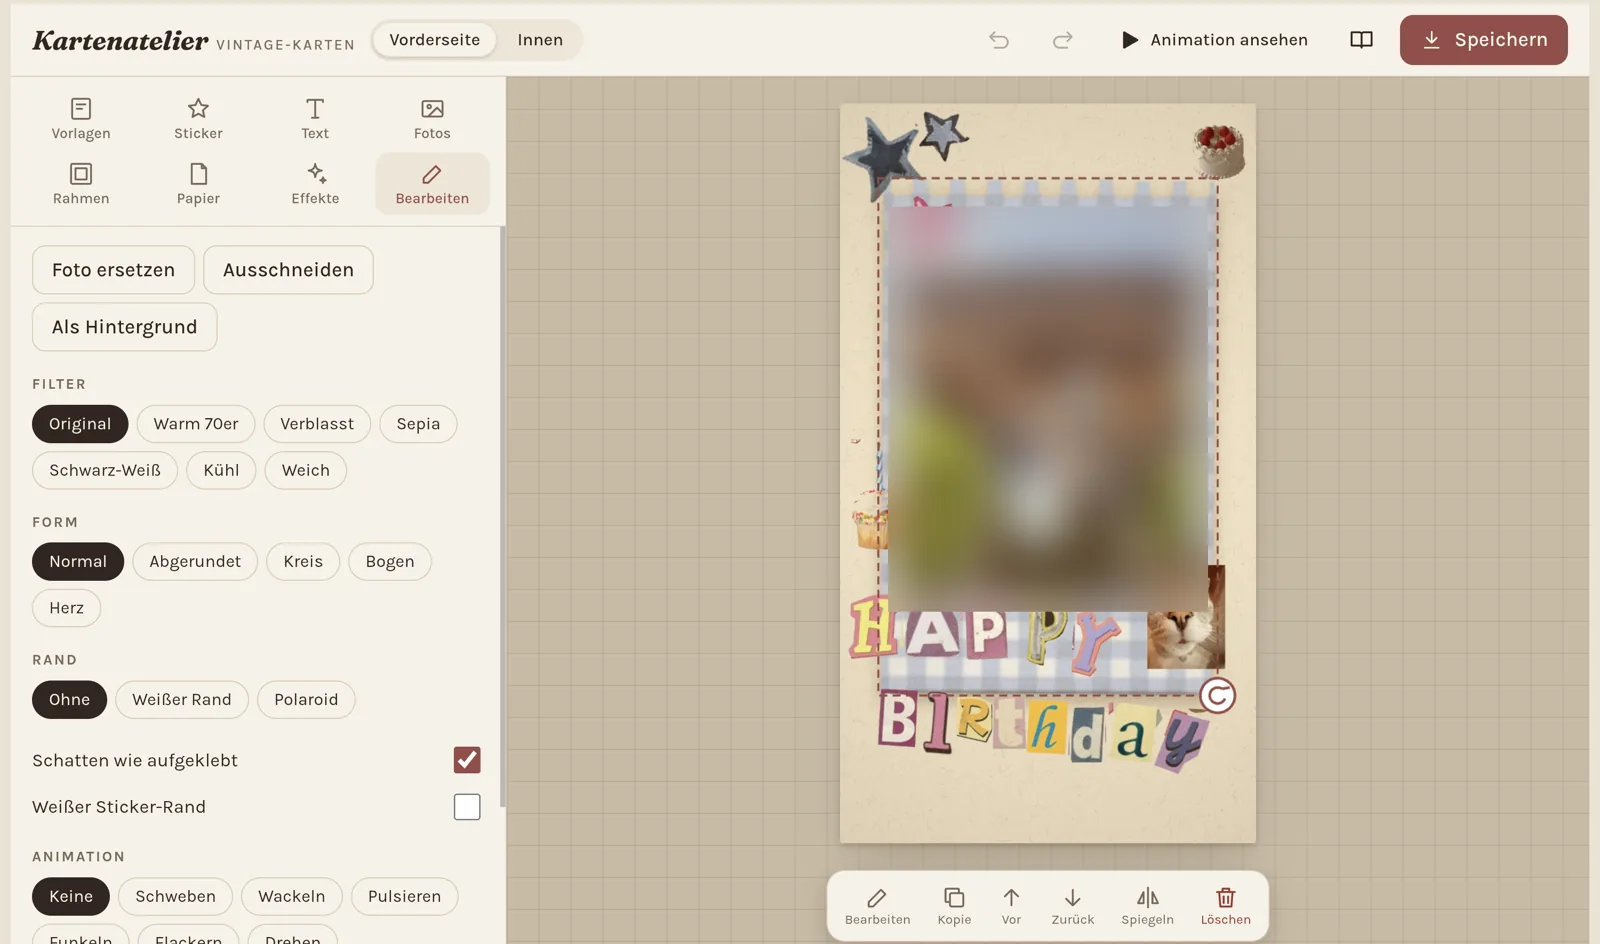 Kartenatelier VINTAGE-KARTEN Vorderseite Innen Animation ansehen Speichern
Vorlagen Sticker Text Fotos
Rahmen Papier Effekte Bearbeiten
Foto ersetzen Ausschneiden
Als Hintergrund
FILTER
Original Warm 70er Verblasst Sepia
Schwarz-Weiß Kühl Weich
FORM
Normal Abgerundet Kreis Bogen
Herz
RAND
Ohne Weißer Rand Polaroid
Schatten wie aufgeklebt
Weißer Sticker-Rand
ANIMATION
Keine Schweben Wackeln Pulsieren
Funkeln Flackern Drehen
HAPPY
BIRthday
Bearbeiten Kopie Vor Zurück Spiegeln Löschen